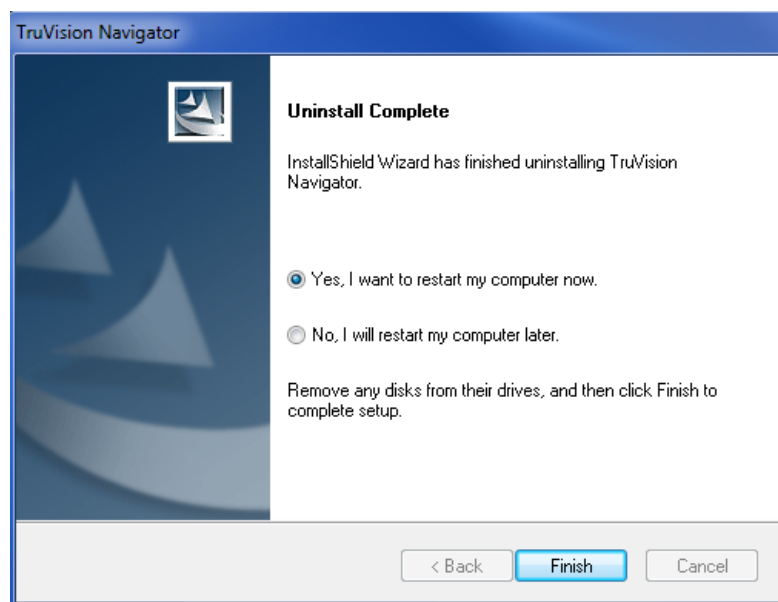 TruVision Navigator
Uninstall Complete
InstallShield Wizard has finished uninstalling TruVision
Navigator.
Yes, I want to restart my computer now.
No, I will restart my computer later.
Remove any disks from their drives, and then click Finish to
complete setup.
< Back
Finish
Cancel